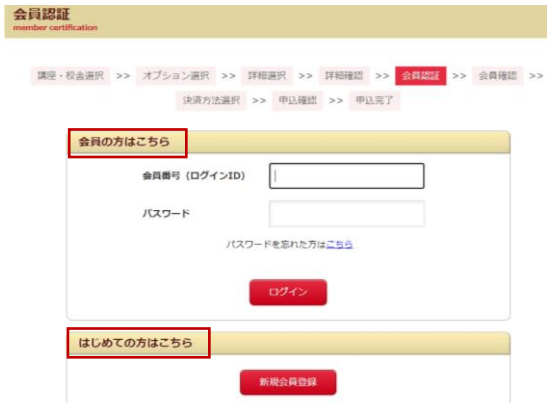 会員認証
member certification
講座・校舎選択 >> オプション選択 >> 詳細選択 >> 詳細確認 >> 会員認証 >> 会員確認 >>
決済方法選択 >> 申込確認 >> 申込完了
会員の方はこちら
会員番号（ログインID）
パスワード
パスワードを忘れた方はこちら
ログイン
はじめての方はこちら
新規会員登録